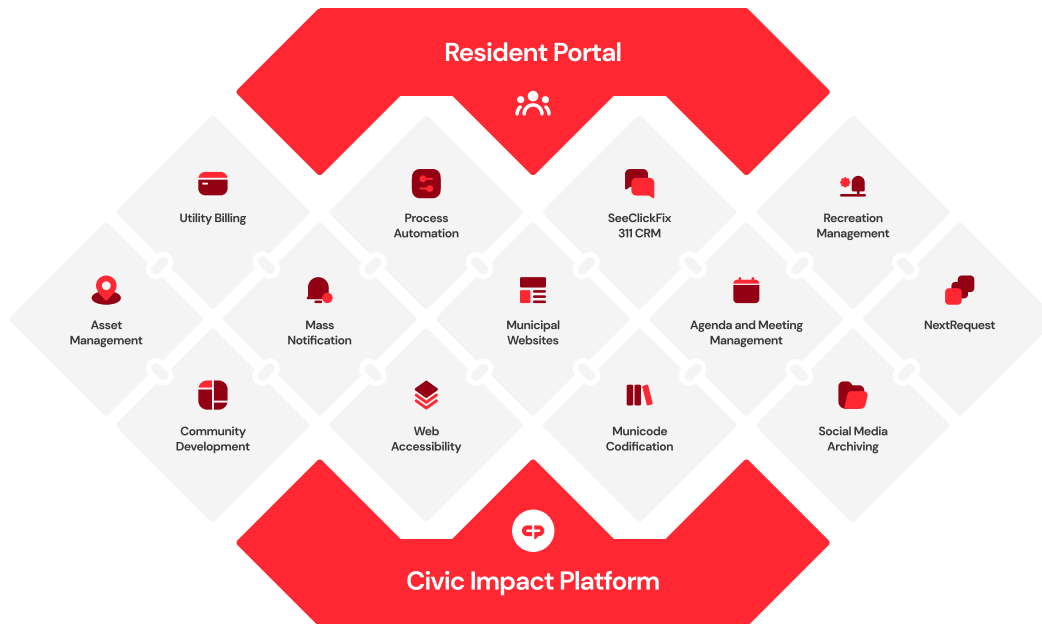 Resident Portal
Utility Billing
Process
Automation
SeeClickFix
311 CRM
Recreation
Management
Asset
Management
Mass
Notification
Municipal
Websites
Agenda and Meeting
Management
NextRequest
Community
Development
Web
Accessibility
Municode
Codification
Social Media
Archiving
Civic Impact Platform